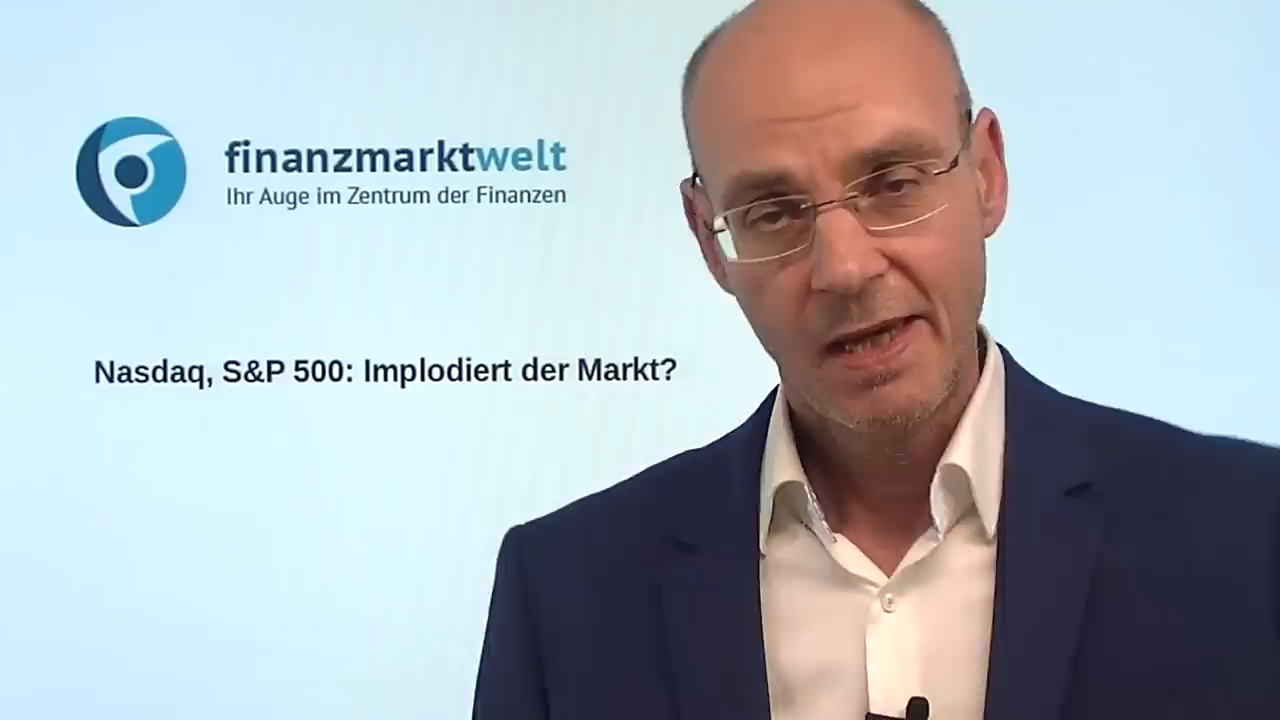 finanzmarktwelt
Ihr Auge im Zentrum der Finanzen
Nasdaq, S&P 500: Implodiert der Markt?